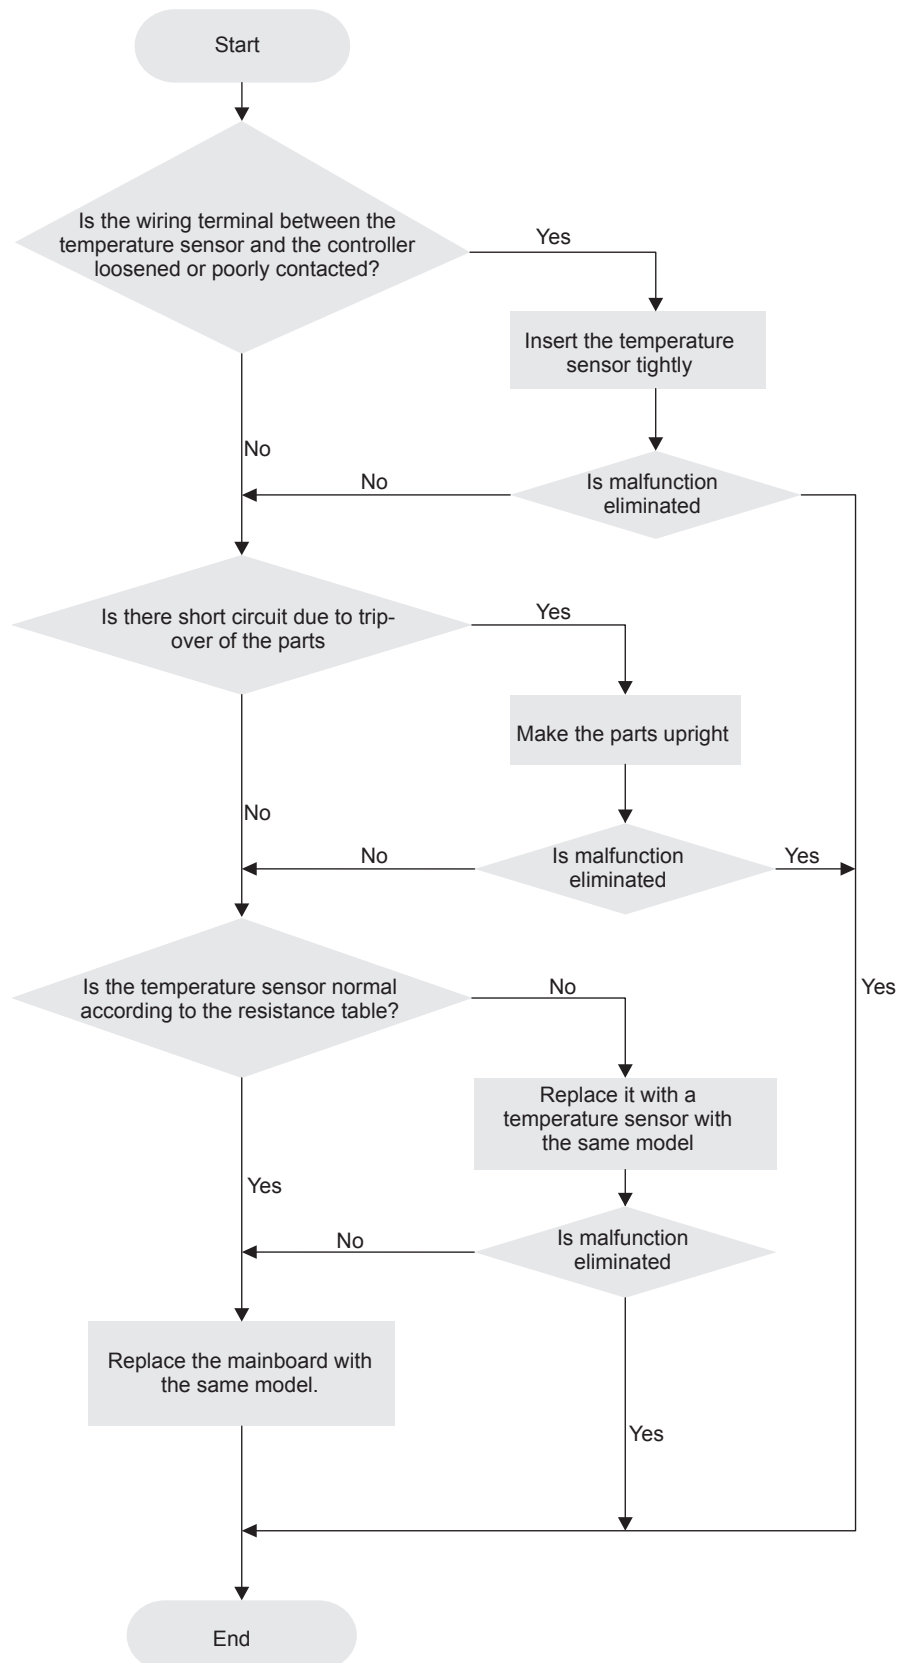 Start
Is the wiring terminal between the
temperature sensor and the controller
loosened or poorly contacted?
Yes
Insert the temperature
sensor tightly
No
No
Is malfunction
eliminated
Is there short circuit due to trip-
over of the parts
Yes
Make the parts upright
No
No
Is malfunction
eliminated
Yes
Is the temperature sensor normal
according to the resistance table?
No
Yes
Replace it with a
temperature sensor with
the same model
Yes
No
Is malfunction
eliminated
Replace the mainboard with
the same model.
Yes
End